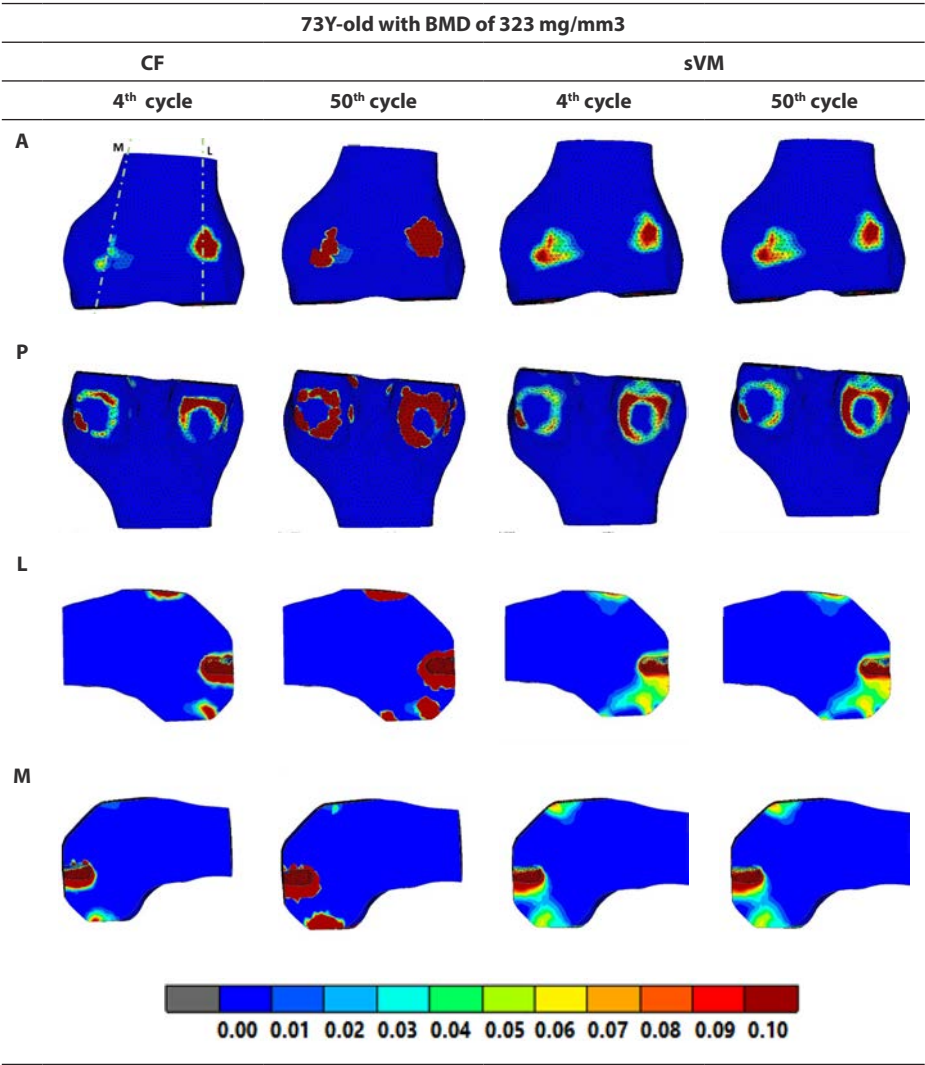 73Y-old with BMD of 323 mg/mm3
CF sVM
4th cycle 50th cycle 4th cycle 50th cycle
A
M L
P
L
M
0.00 0.01 0.02 0.03 0.04 0.05 0.06 0.07 0.08 0.09 0.10